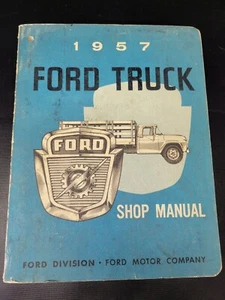 1957
FORD TRUCK
FORD
SHOP MANUAL
FORD DIVISION • FORD MOTOR COMPANY